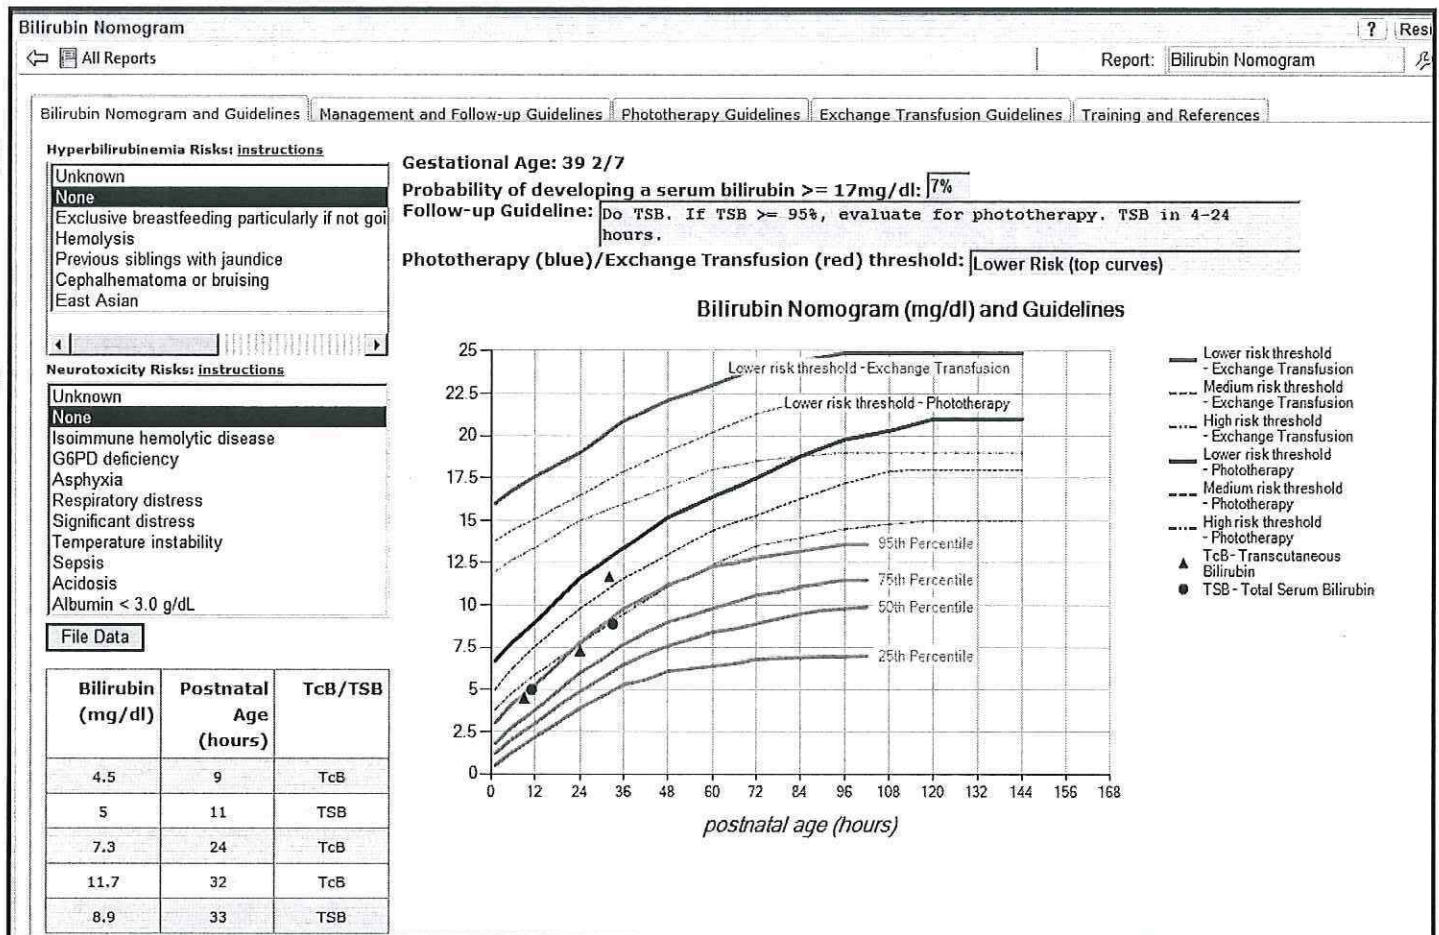 Bilirubin Nomogram
?
All Reports
Report: Bilirubin Nomogram
Bilirubin Nomogram and Guidelines Management and Follow-up Guidelines Phototherapy Guidelines Exchange Transfusion Guidelines Training and References
Hyperbilirubinemia Risks: instructions
Unknown
None
Exclusive breastfeeding particularly if not goi
Hemolysis
Previous siblings with jaundice
Cephalhematoma or bruising
East Asian
Neurotoxicity Risks: instructions
Unknown
None
Isoimmune hemolytic disease
G6PD deficiency
Asphyxia
Respiratory distress
Significant distress
Temperature instability
Sepsis
Acidosis
Albumin < 3.0 g/dL
File Data
Bilirubin (mg/dl) Postnatal Age (hours) TcB/TSB
4.5 9 TcB
5 11 TSB
7.3 24 TcB
11.7 32 TcB
8.9 33 TSB
Gestational Age: 39 2/7
Probability of developing a serum bilirubin >= 17mg/dl: 7%
Follow-up Guideline: Do TSB. If TSB >= 95%, evaluate for phototherapy. TSB in 4-24
hours.
Phototherapy (blue)/Exchange Transfusion (red) threshold: Lower Risk (top curves)
Bilirubin Nomogram (mg/dl) and Guidelines
25
22.5
20
17.5
15
12.5
10
7.5
5
2.5
0
Lower risk threshold - Exchange Transfusion
Lower risk threshold - Phototherapy
95th Percentile
75th Percentile
50th Percentile
25th Percentile
0 12 24 36 48 60 72 84 96 108 120 132 144 156 168
postnatal age (hours)
Lower risk threshold
- Exchange Transfusion
Medium risk threshold
- Exchange Transfusion
High risk threshold
- Exchange Transfusion
Lower risk threshold
- Phototherapy
Medium risk threshold
- Phototherapy
High risk threshold
- Phototherapy
TcB - Transcutaneous
Bilirubin
TSB - Total Serum Bilirubin